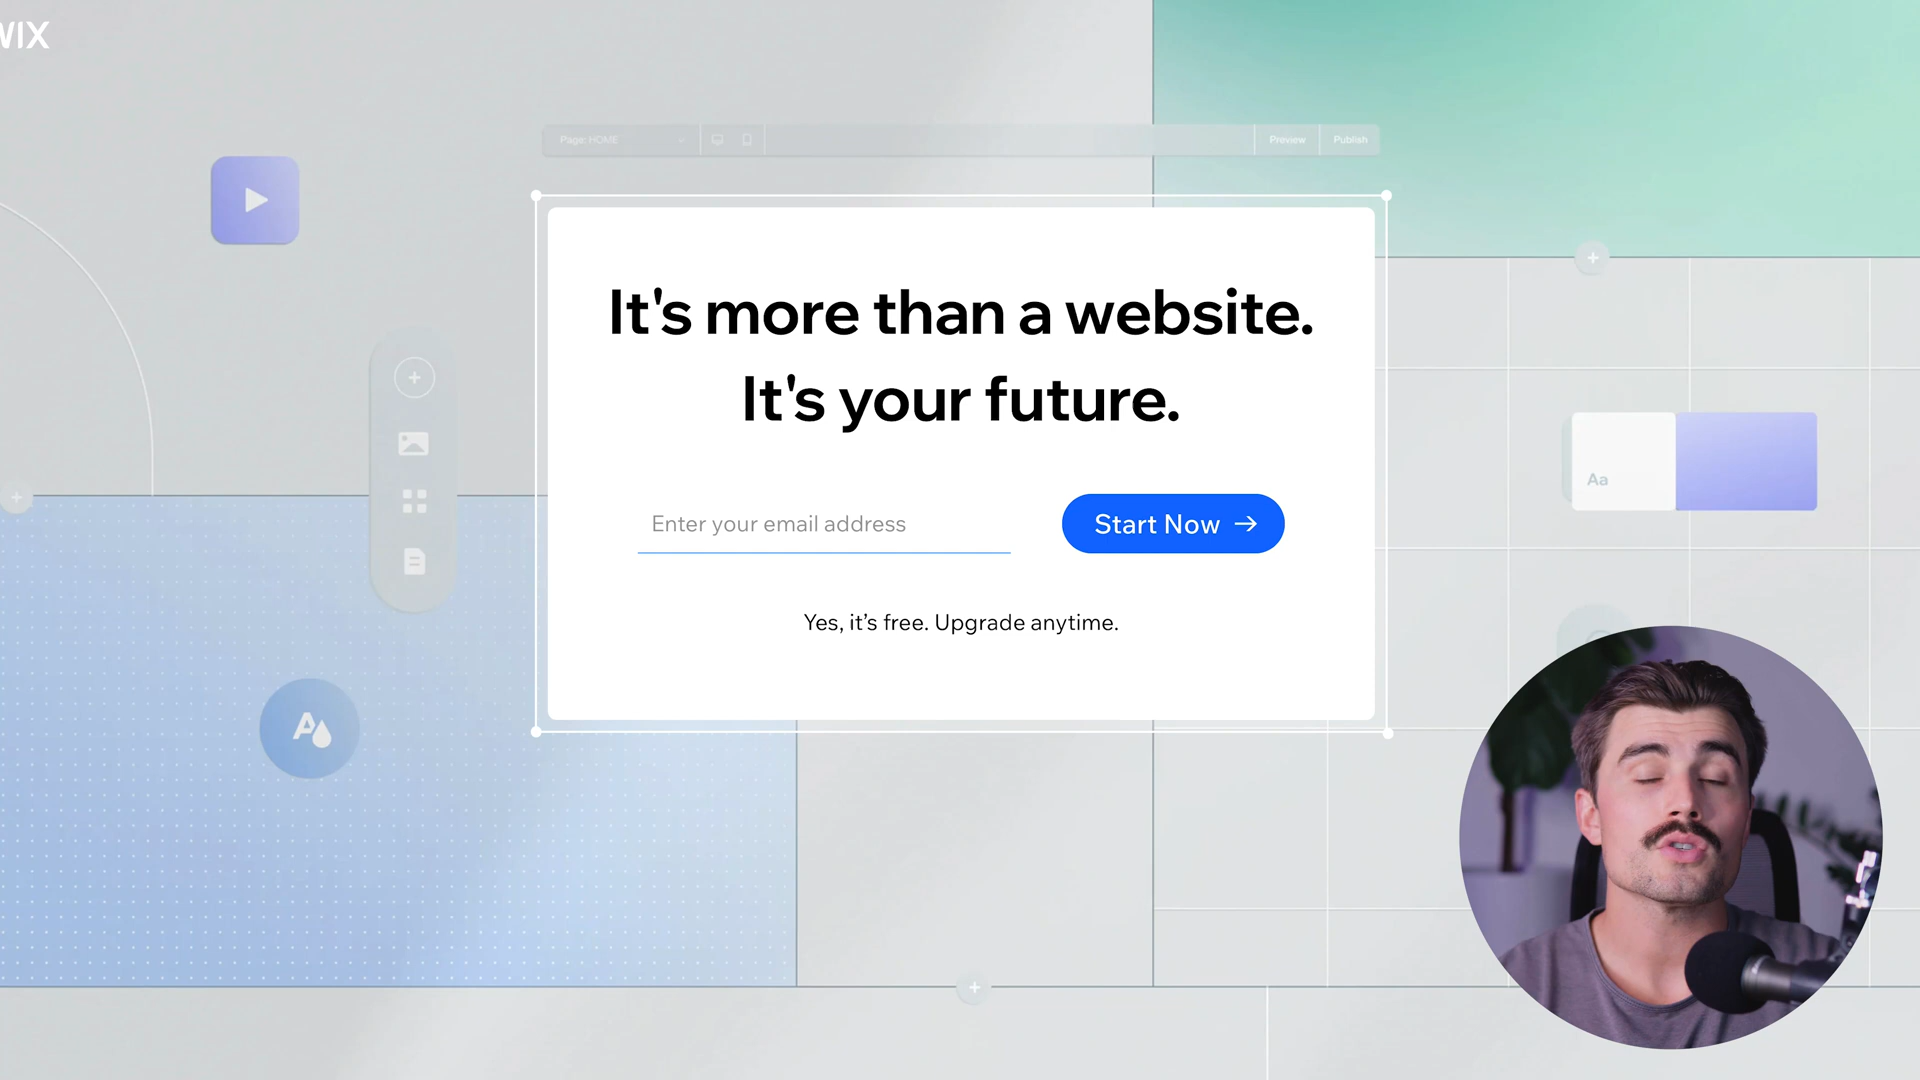 WIX
Page: HOME
Preview
Publish
It's more than a website.
It's your future.
Enter your email address
Start Now →
Yes, it’s free. Upgrade anytime.
Aa
A